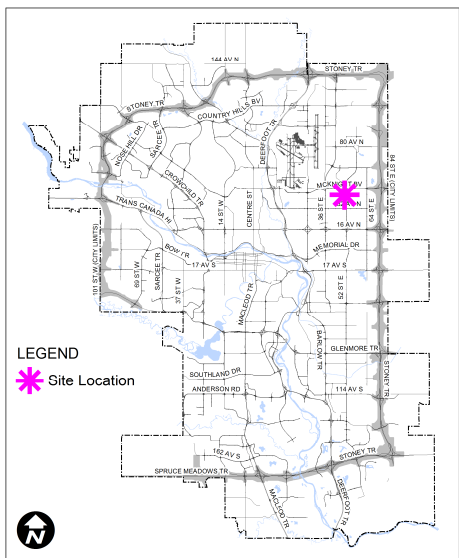 144 AV N
STONEY TR
STONEY TR
COUNTRY HILLS BV
NOSE HILL DR
SARCEE TR
DEERFOOT TR
80 AV N
CROWCHILD TR
MCKNIGHT BV
84 ST E (CITY LIMITS)
14 ST W
CENTRE ST
36 ST E
N
64 ST E
TRANS CANADA HI
16 AV N
101 ST W (CITY LIMITS)
BOW TR
MEMORIAL DR
17 AV S
17 AV S
69 ST W
SARCEE TR
37 ST W
52 ST E
MACLEOD TR
BARLOW TR
GLENMORE TR
LEGEND
Site Location
SOUTHLAND DR
ANDERSON RD
114 AV S
STONEY TR
162 AV S
STONEY TR
SPRUCE MEADOWS TR
MACLEOD TR
DEERFOOT TR
N